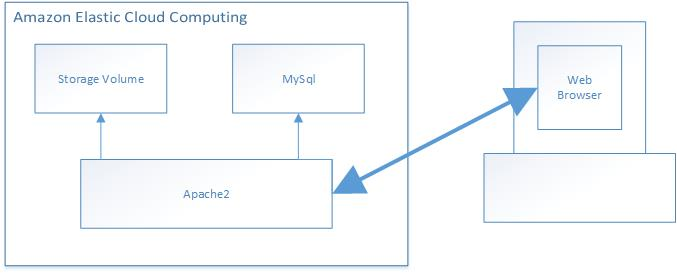 Amazon Elastic Cloud Computing
Storage Volume
MySql
Web
Browser
Apache2